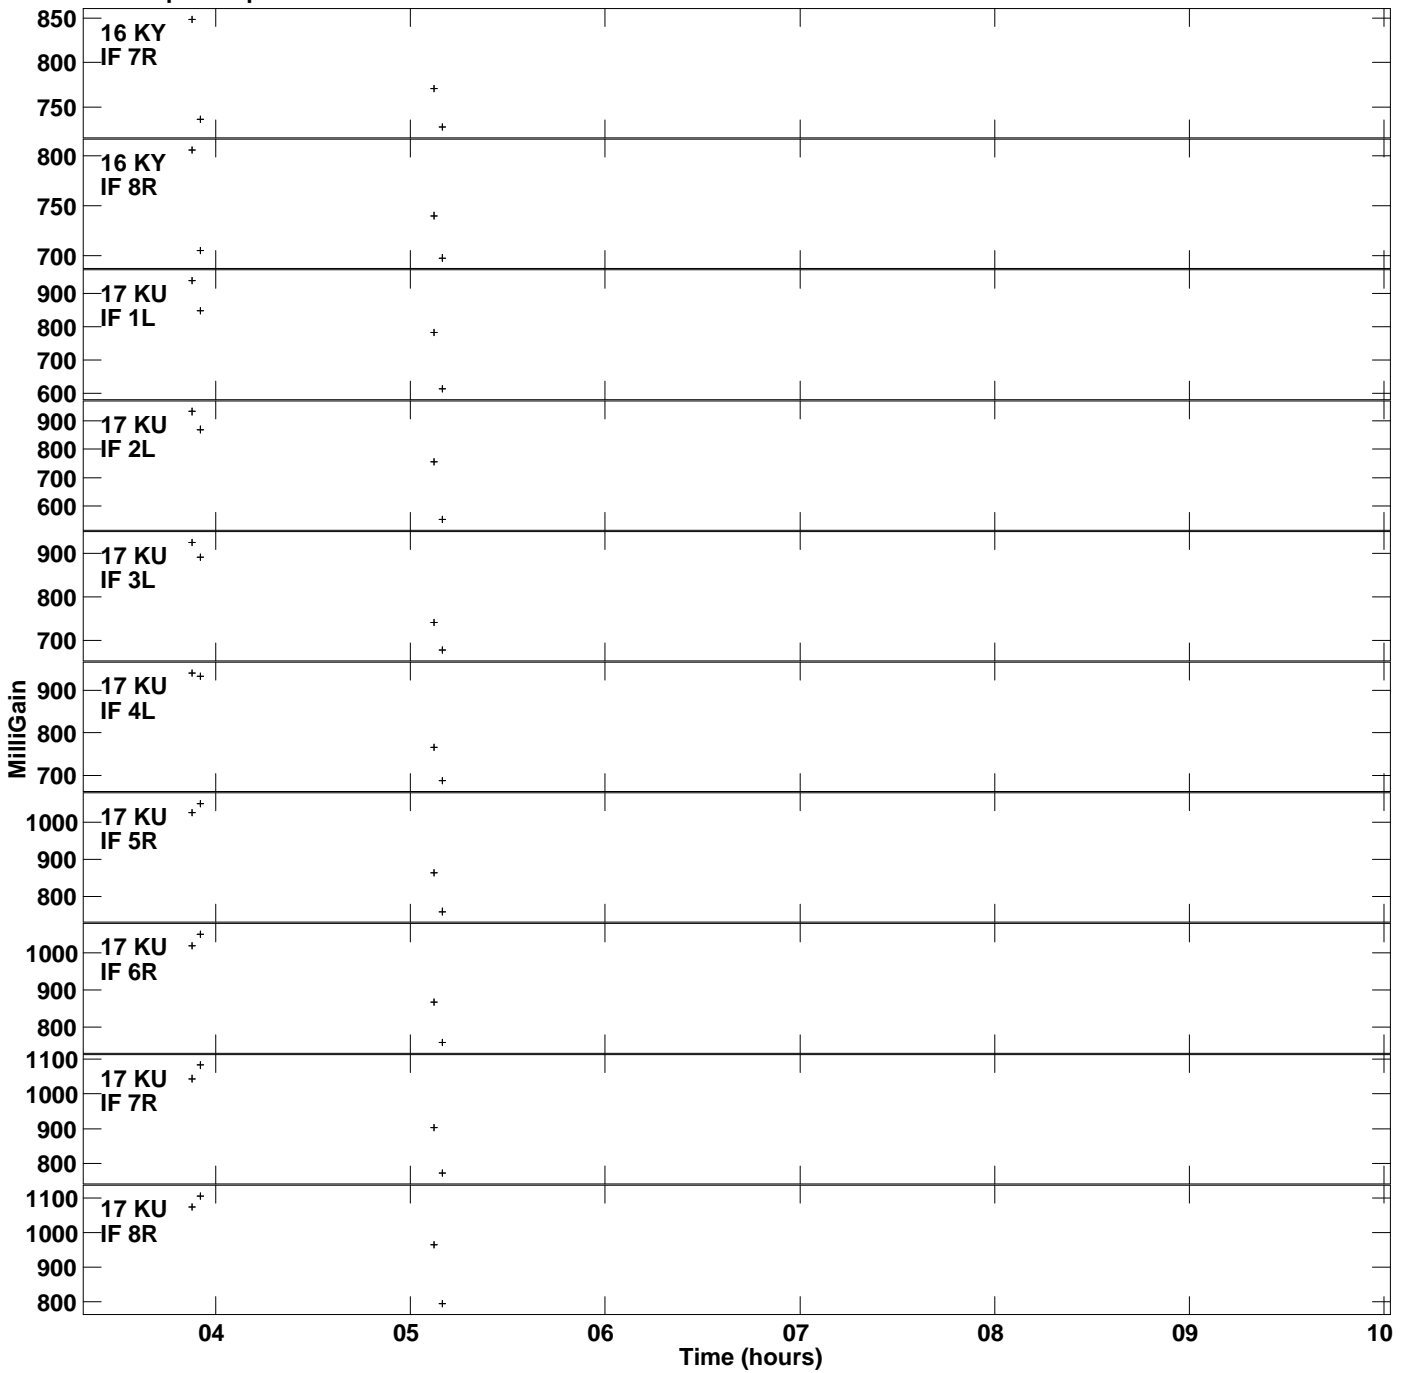 850
16 KY
IF 7R
800
750
800
16 KY
IF 8R
750
700
900
17 KU
IF 1L
800
700
600
900
17 KU
IF 2L
800
700
600
900
17 KU
IF 3L
800
700
MilliGain
900
17 KU
IF 4L
800
700
1000
17 KU
IF 5R
900
800
1000
17 KU
IF 6R
900
800
1100
17 KU
IF 7R
1000
900
800
1100
17 KU
IF 8R
1000
900
800
04 05 06 07 08 09 10
Time (hours)